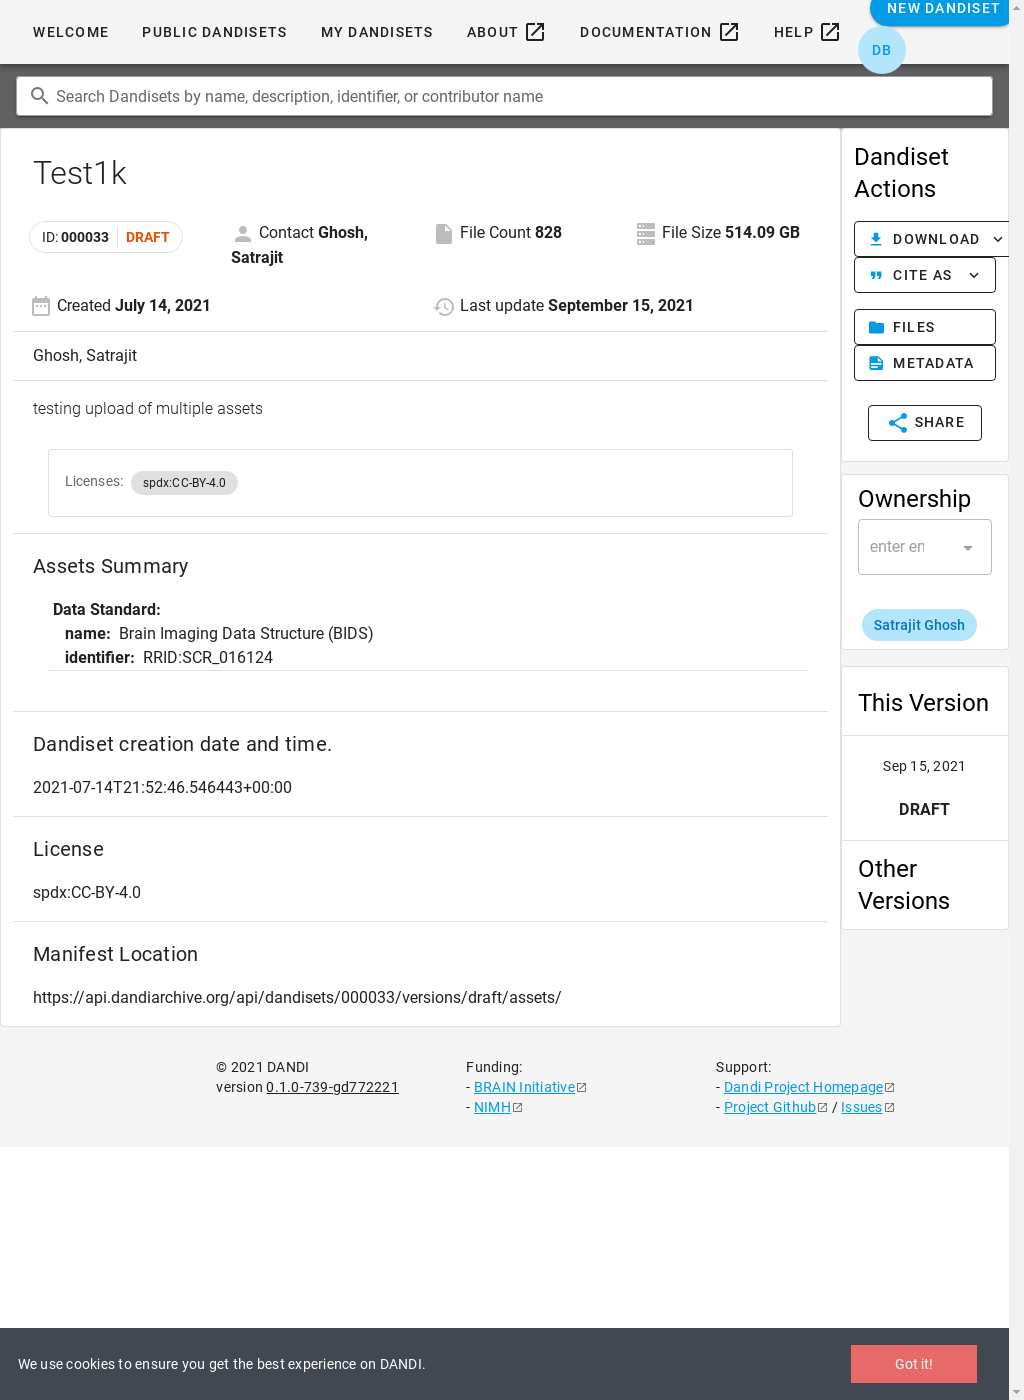 WELCOME PUBLIC DANDISETS MY DANDISETS ABOUT DOCUMENTATION HELP NEW DANDISET
DB
Search Dandisets by name, description, identifier, or contributor name
Test1k
ID: 000033 DRAFT
Contact Ghosh, Satrajit
File Count 828
File Size 514.09 GB
Created July 14, 2021
Last update September 15, 2021
Ghosh, Satrajit
testing upload of multiple assets
Licenses: spdx:CC-BY-4.0
Assets Summary
Data Standard:
name: Brain Imaging Data Structure (BIDS)
identifier: RRID:SCR_016124
Dandiset creation date and time.
2021-07-14T21:52:46.546443+00:00
License
spdx:CC-BY-4.0
Manifest Location
https://api.dandiarchive.org/api/dandisets/000033/versions/draft/assets/
Dandiset
Actions
DOWNLOAD
CITE AS
FILES
METADATA
SHARE
Ownership
enter en
Satrajit Ghosh
This Version
Sep 15, 2021
DRAFT
Other
Versions
© 2021 DANDI
version 0.1.0-739-gd772221
Funding:
- BRAIN Initiative
- NIMH
Support:
- Dandi Project Homepage
- Project Github / Issues
We use cookies to ensure you get the best experience on DANDI.
Got it!